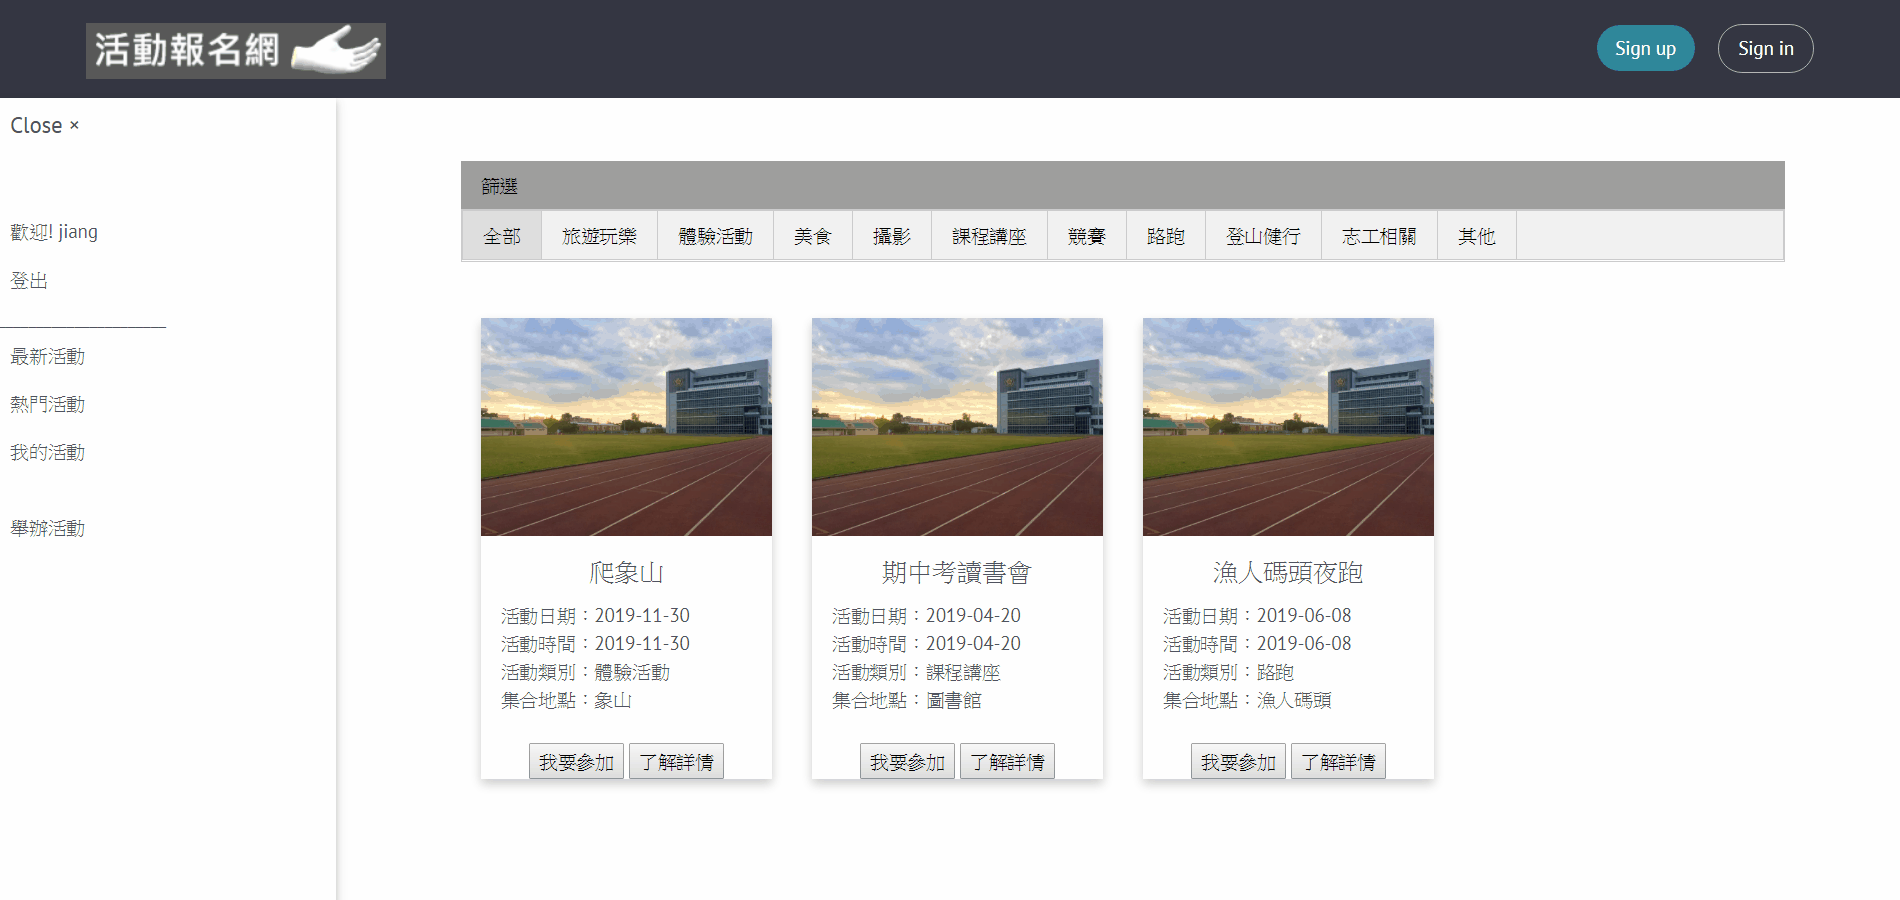 活動報名網
Sign up
Sign in
Close ×
歡迎! jiang
登出
最新活動
熱門活動
我的活動
舉辦活動
篩選
全部 旅遊玩樂 體驗活動 美食 攝影 課程講座 競賽 路跑 登山健行 志工相關 其他
爬象山
活動日期：2019-11-30
活動時間：2019-11-30
活動類別：體驗活動
集合地點：象山
我要參加 了解詳情
期中考讀書會
活動日期：2019-04-20
活動時間：2019-04-20
活動類別：課程講座
集合地點：圖書館
我要參加 了解詳情
漁人碼頭夜跑
活動日期：2019-06-08
活動時間：2019-06-08
活動類別：路跑
集合地點：漁人碼頭
我要參加 了解詳情